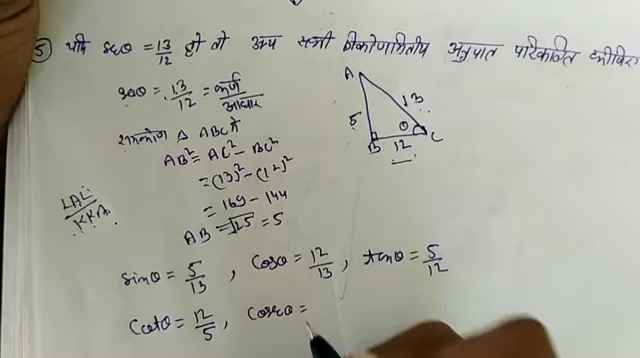 ⑤ यदि secθ = 13/12 हो तो अन्य सभी त्रिकोणमितीय अनुपात परिकलित कीजिए
secθ = 13/12 = कर्ण/आधार
समकोण Δ ABC में
AB² = AC² - BC²
= (13)² - (12)²
= 169 - 144
AB = √25 = 5
LAL/KKA
A
13
5
θ
B 12 C
sinθ = 5/13 , cosθ = 12/13 , tanθ = 5/12
cotθ = 12/5 , cosecθ =